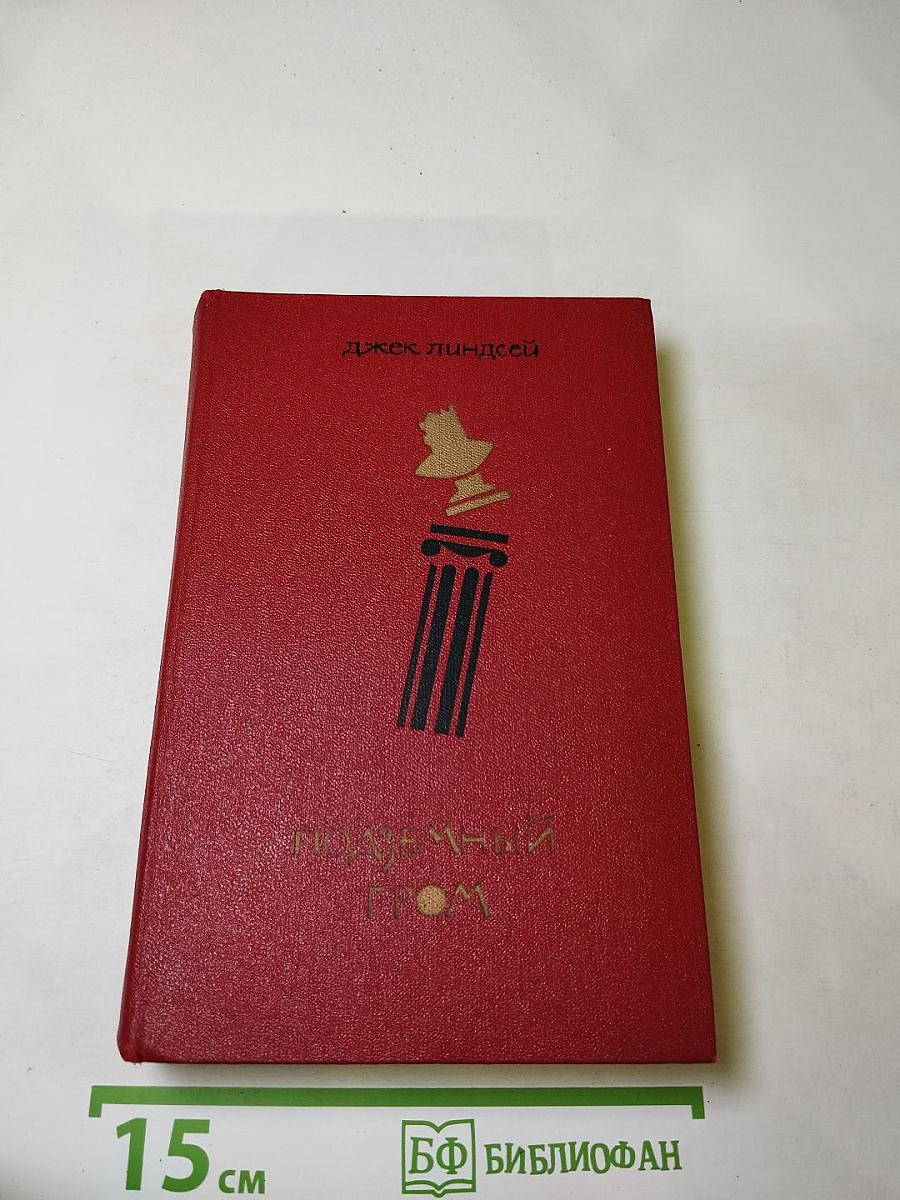 джек линдсей
ПОДЗЕМНЫЙ
ГРОМ
15 см
БФ БИБЛИОФАН